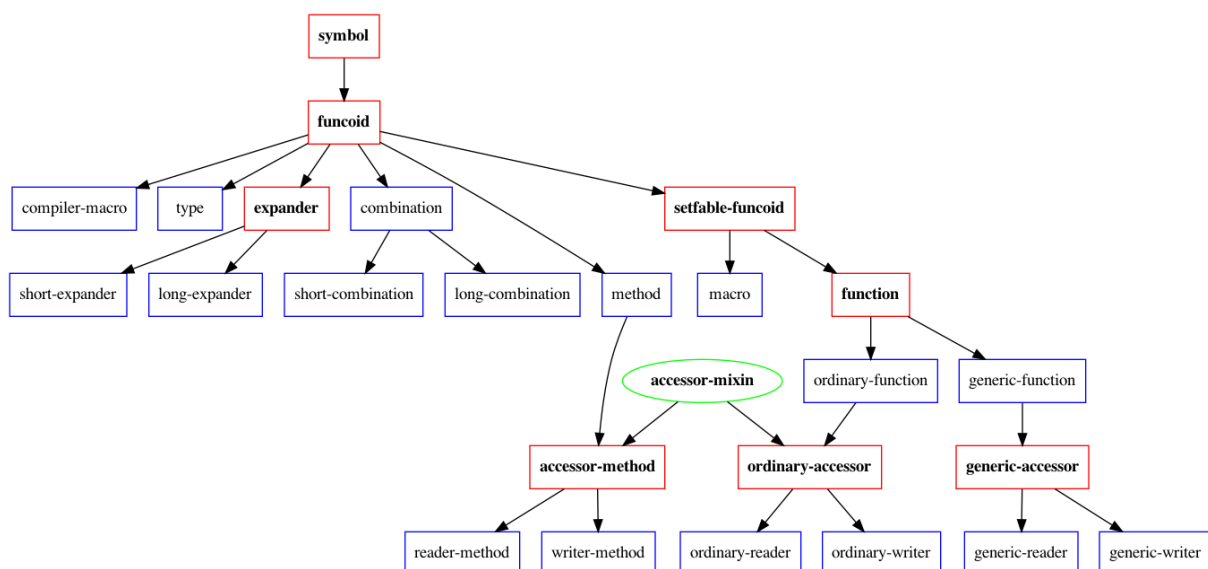 symbol
funcoid
compiler-macro
type
expander
combination
setfable-funcoid
short-expander
long-expander
short-combination
long-combination
method
macro
function
accessor-mixin
ordinary-function
generic-function
accessor-method
ordinary-accessor
generic-accessor
reader-method
writer-method
ordinary-reader
ordinary-writer
generic-reader
generic-writer